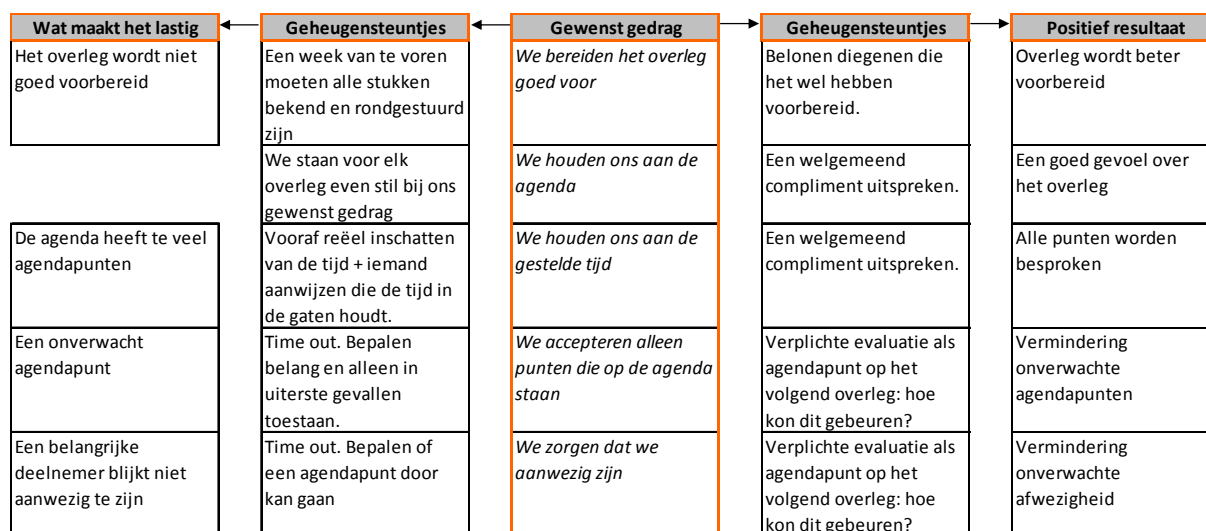 Wat maakt het lastig
Geheugensteuntjes
Gewenst gedrag
Geheugensteuntjes
Positief resultaat
Het overleg wordt niet
goed voorbereid
Een week van te voren
moeten alle stukken
bekend en rondgestuurd
zijn
We bereiden het overleg
goed voor
Belonen diegenen die
het wel hebben
voorbereid.
Overleg wordt beter
voorbereid
We staan voor elk
overleg even stil bij ons
gewenst gedrag
We houden ons aan de
agenda
Een welgemeend
compliment uitspreken.
Een goed gevoel over
het overleg
De agenda heeft te veel
agendapunten
Vooraf reëel inschatten
van de tijd + iemand
aanwijzen die de tijd in
de gaten houdt.
We houden ons aan de
gestelde tijd
Een welgemeend
compliment uitspreken.
Alle punten worden
besproken
Een onverwacht
agendapunt
Time out. Bepalen
belang en alleen in
uiterste gevallen
toestaan.
We accepteren alleen
punten die op de agenda
staan
Verplichte evaluatie als
agendapunt op het
volgend overleg: hoe
kon dit gebeuren?
Vermindering
onverwachte
agendapunten
Een belangrijke
deelnemer blijkt niet
aanwezig te zijn
Time out. Bepalen of
een agendapunt door
kan gaan
We zorgen dat we
aanwezig zijn
Verplichte evaluatie als
agendapunt op het
volgend overleg: hoe
kon dit gebeuren?
Vermindering
onverwachte
afwezigheid